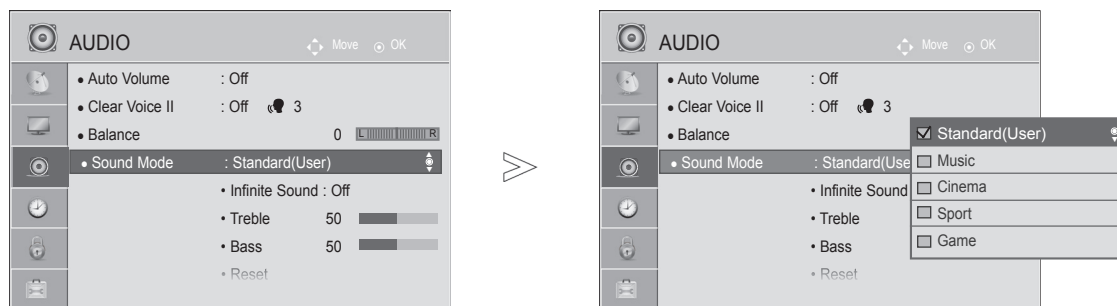 AUDIO
Move OK
• Auto Volume : Off
• Clear Voice II : Off 3
• Balance 0 L R
• Sound Mode : Standard(User)
• Infinite Sound : Off
• Treble 50
• Bass 50
• Reset
AUDIO
Move OK
• Auto Volume : Off
• Clear Voice II : Off 3
• Balance
• Sound Mode : Standard(Use
• Infinite Sound
• Treble
• Bass
• Reset
Standard(User)
Music
Cinema
Sport
Game